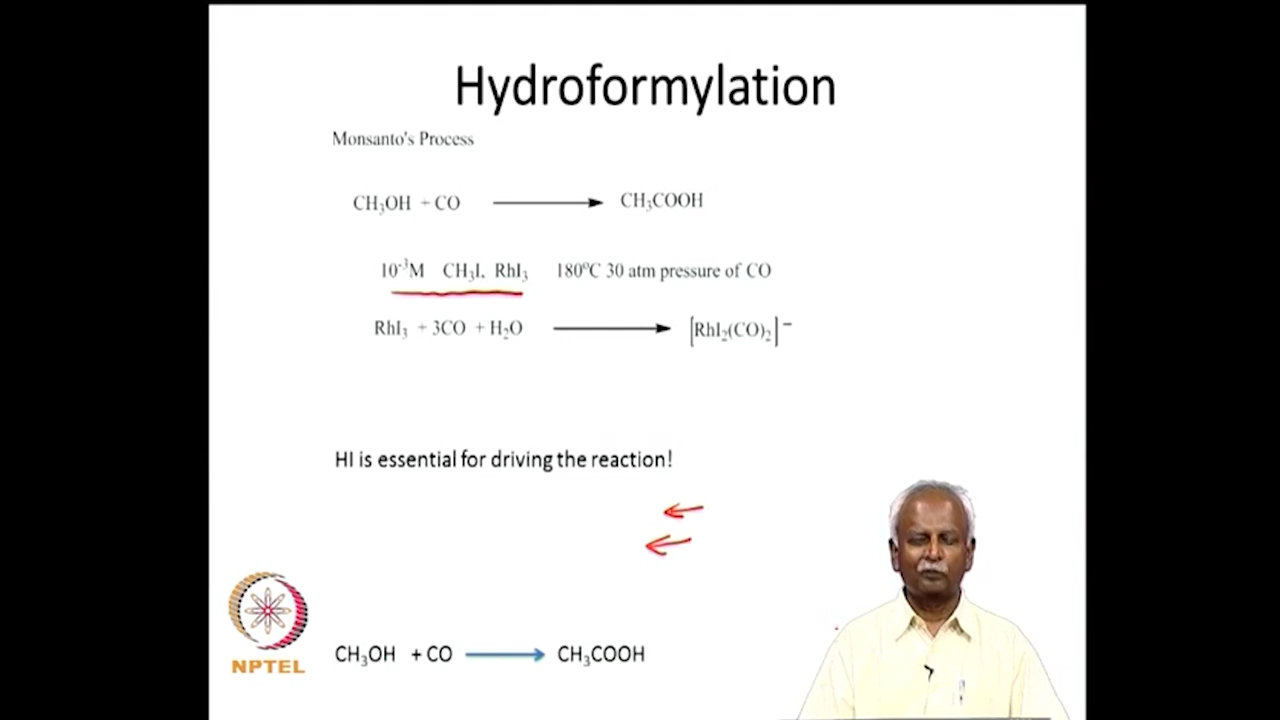 Hydroformylation
Monsanto's Process
CH₃OH + CO → CH₃COOH
10⁻³M CH₃I, RhI₃ 180⁰C 30 atm pressure of CO
RhI₃ + 3CO + H₂O → [RhI₂(CO)₂]⁻
HI is essential for driving the reaction!
NPTEL
CH₃OH + CO → CH₃COOH